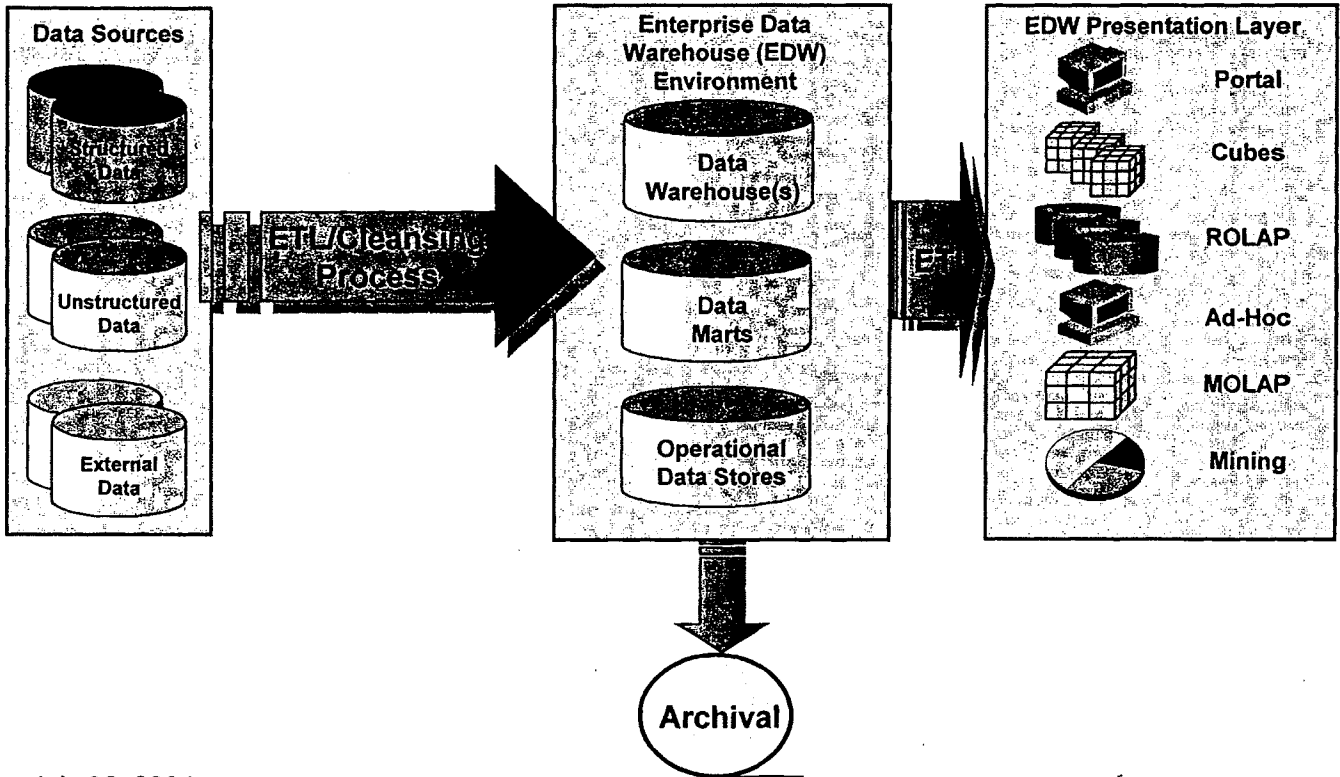 Data Sources
Structured
Data
Unstructured
Data
External
Data
ETL/Cleansing
Process
Enterprise Data
Warehouse (EDW)
Environment
Data
Warehouse(s)
Data
Marts
Operational
Data Stores
Archival
EDW Presentation Layer
Portal
Cubes
ROLAP
Ad-Hoc
MOLAP
Mining